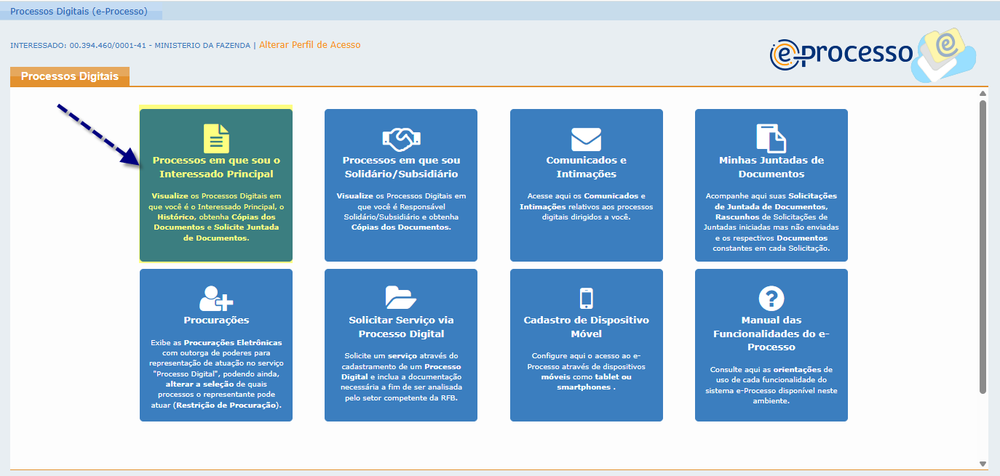 Processos Digitais (e-Processo)
INTERESSADO: 00.394.460/0001-41 - MINISTERIO DA FAZENDA | Alterar Perfil de Acesso
e-processo
Processos Digitais
Processos em que sou o
Interessado Principal
Visualize os Processos Digitais em
que você é o Interessado Principal, o
Histórico, obtenha Cópias dos
Documentos e Solicite Juntada
de Documentos.
Processos em que sou
Solidário/Subsidiário
Visualize os Processos Digitais em
que você é Responsável
Solidário/Subsidiário e obtenha
Cópias dos Documentos.
Comunicados e
Intimações
Acesse aqui os Comunicados e
Intimações relativos aos processos
digitais dirigidos a você.
Minhas Juntadas de
Documentos
Acompanhe aqui suas Solicitações
de Juntada de Documentos,
Rascunhos de Solicitações de
Juntadas iniciadas mas não enviadas
e os respectivos Documentos
constantes em cada Solicitação.
Procurações
Exibe as Procurações Eletrônicas
com outorga de poderes para
representação de atuação no serviço
"Processo Digital", podendo ainda,
alterar a seleção de quais
processos o representante pode
atuar (Restrição de Procuração).
Solicitar Serviço via
Processo Digital
Solicite um serviço através do
cadastramento de um Processo
Digital e inclua a documentação
necessária a fim de ser analisada
pelo setor competente da RFB.
Cadastro de Dispositivo
Móvel
Configure aqui o acesso ao e-
Processo através de dispositivos
móveis como tablet ou
smartphones .
Manual das
Funcionalidades do e-
Processo
Consulte aqui as orientações de
uso de cada funcionalidade do
sistema e-Processo disponível neste
ambiente.